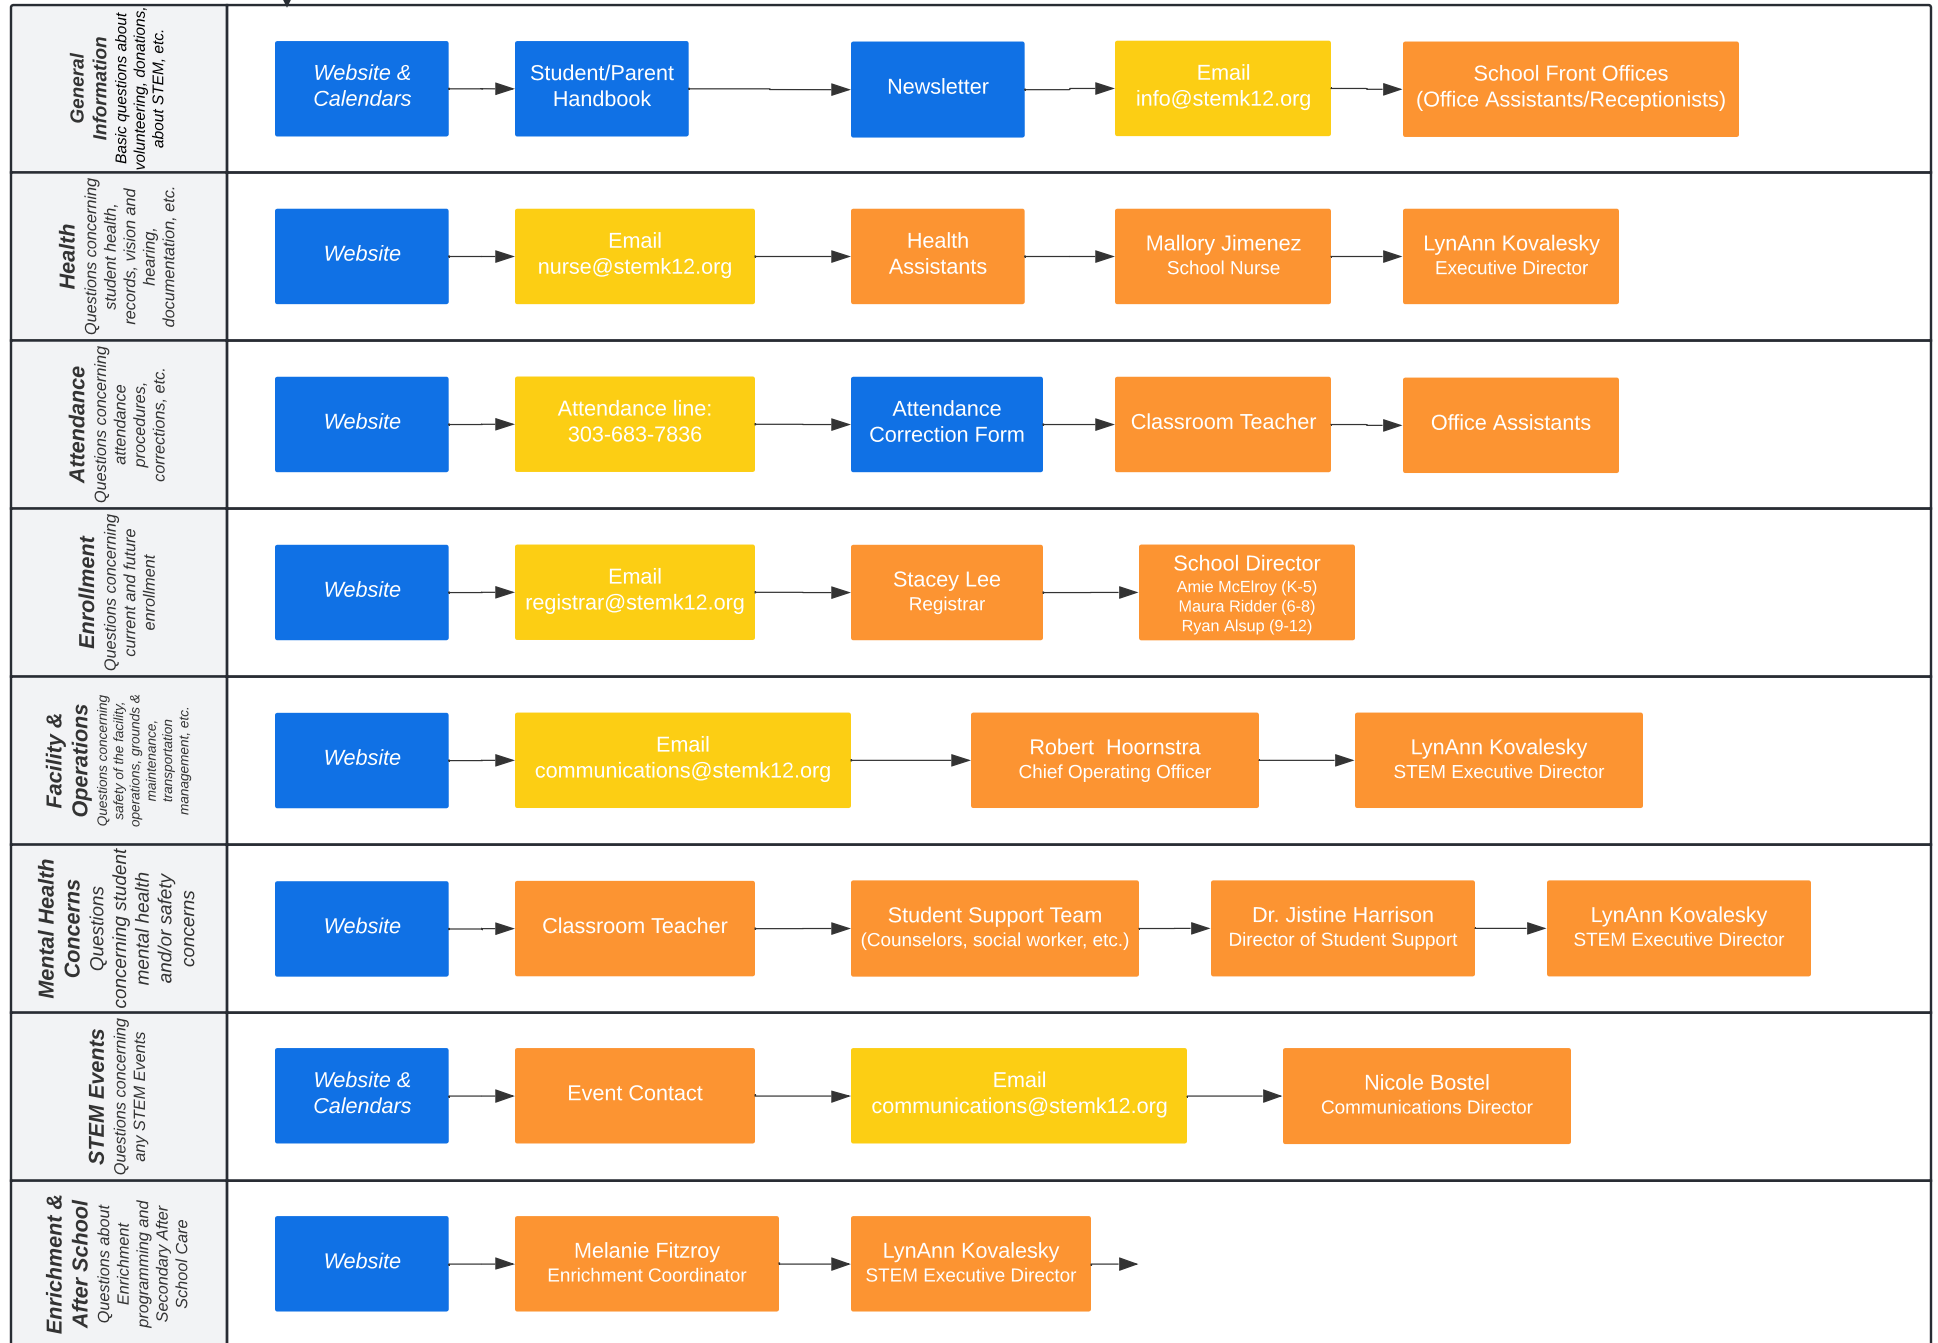 General
Information
Basic questions about
volunteering, donations,
about STEM, etc.
Website &
Calendars
Student/Parent
Handbook
Newsletter
Email
info@stemk12.org
School Front Offices
(Office Assistants/Receptionists)
Health
Questions concerning
student health,
records, vision and
hearing,
documentation, etc.
Website
Email
nurse@stemk12.org
Health
Assistants
Mallory Jimenez
School Nurse
LynAnn Kovalesky
Executive Director
Attendance
Questions concerning
attendance
procedures,
corrections, etc.
Website
Attendance line:
303-683-7836
Attendance
Correction Form
Classroom Teacher
Office Assistants
Enrollment
Questions concerning
current and future
enrollment
Website
Email
registrar@stemk12.org
Stacey Lee
Registrar
School Director
Amie McElroy (K-5)
Maura Ridder (6-8)
Ryan Alsup (9-12)
Facility &
Operations
Questions concerning
safety of the facility,
operations, grounds &
maintenance,
transportation
management, etc.
Website
Email
communications@stemk12.org
Robert  Hoornstra
Chief Operating Officer
LynAnn Kovalesky
STEM Executive Director
Mental Health
Concerns
Questions
concerning student
mental health
and/or safety
concerns
Website
Classroom Teacher
Student Support Team
(Counselors, social worker, etc.)
Dr. Jistine Harrison
Director of Student Support
LynAnn Kovalesky
STEM Executive Director
STEM Events
Questions concerning
any STEM Events
Website &
Calendars
Event Contact
Email
communications@stemk12.org
Nicole Bostel
Communications Director
Enrichment &
After School
Questions about
Enrichment
programming and
Secondary After
School Care
Website
Melanie Fitzroy
Enrichment Coordinator
LynAnn Kovalesky
STEM Executive Director